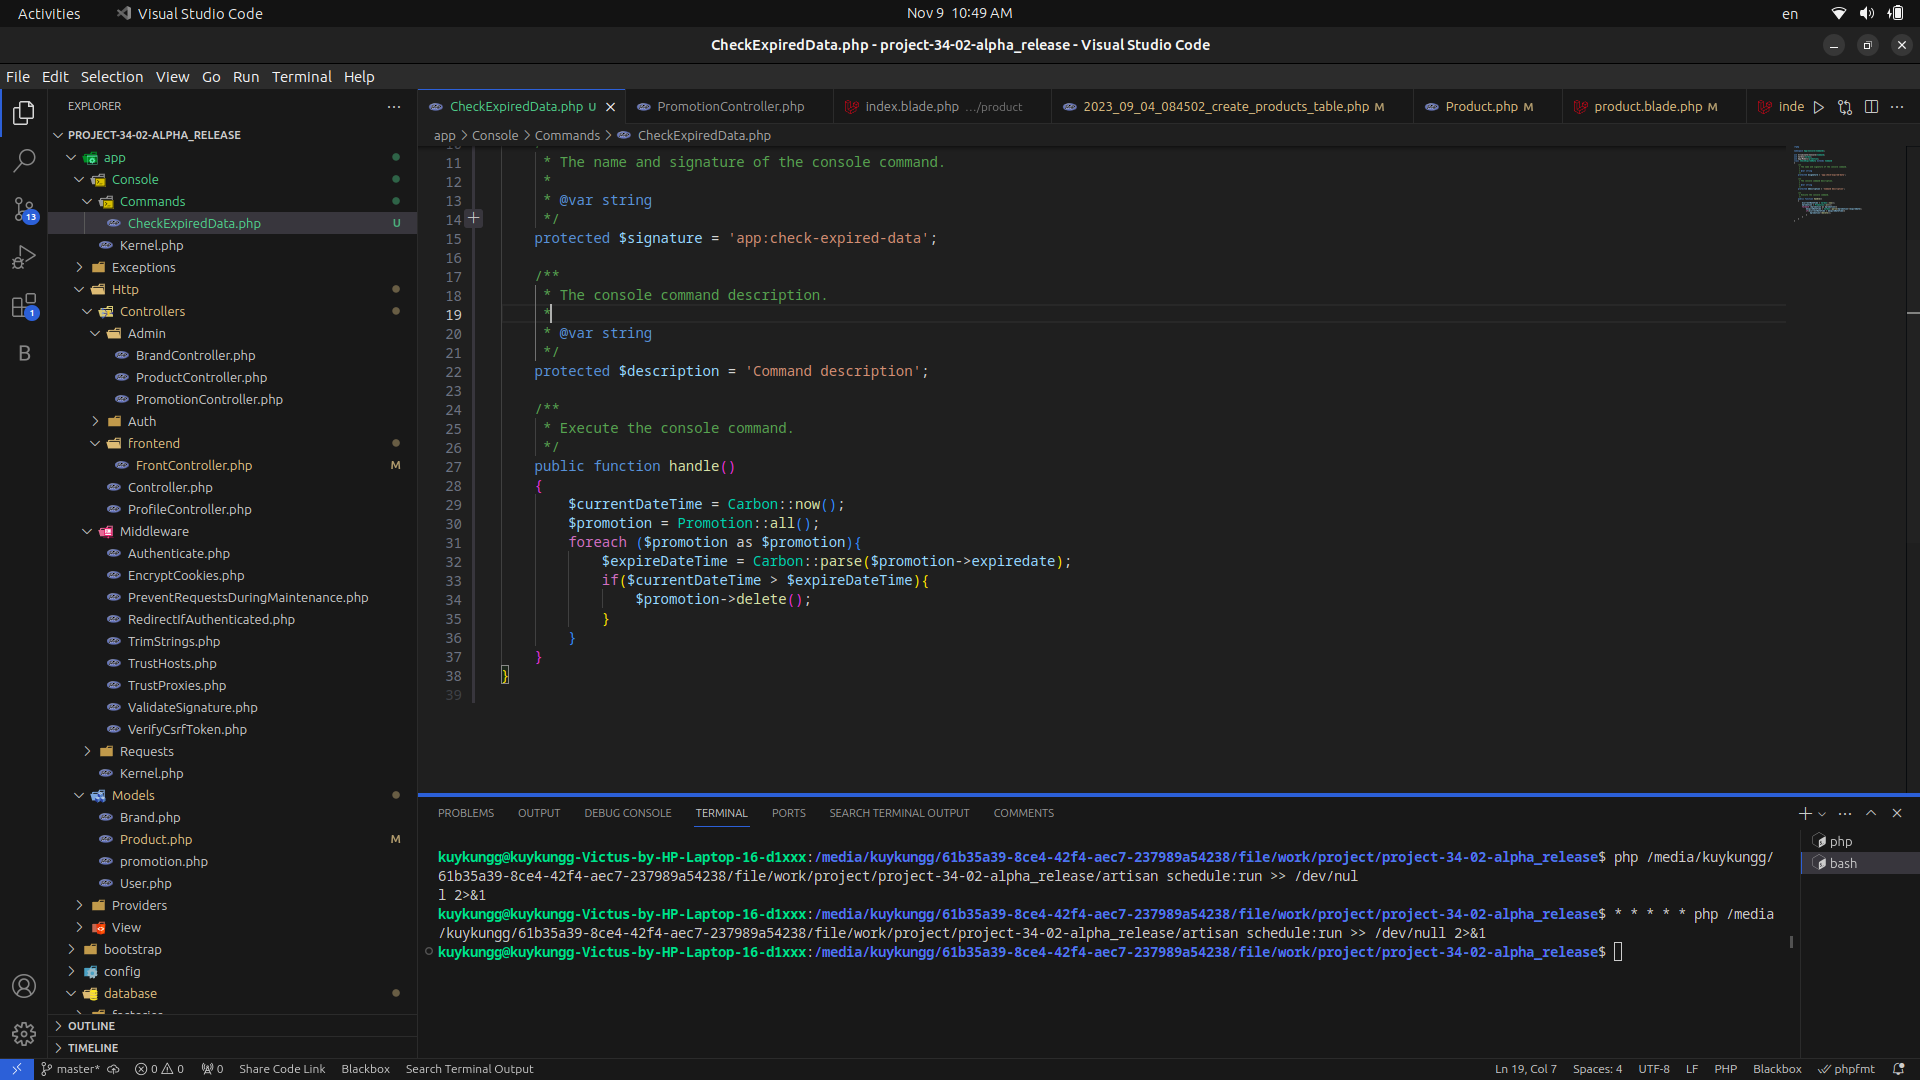 Activities
Visual Studio Code
Nov 9 10:49 AM
en
CheckExpiredData.php - project-34-02-alpha_release - Visual Studio Code
File Edit Selection View Go Run Terminal Help
EXPLORER
PROJECT-34-02-ALPHA_RELEASE
app
Console
Commands
CheckExpiredData.php U
Kernel.php
Exceptions
Http
Controllers
Admin
BrandController.php
ProductController.php
PromotionController.php
Auth
frontend
FrontController.php M
Controller.php
ProfileController.php
Middleware
Authenticate.php
EncryptCookies.php
PreventRequestsDuringMaintenance.php
RedirectIfAuthenticated.php
TrimStrings.php
TrustHosts.php
TrustProxies.php
ValidateSignature.php
VerifyCsrfToken.php
Requests
Kernel.php
Models
Brand.php
Product.php M
promotion.php
User.php
Providers
View
bootstrap
config
database
OUTLINE
TIMELINE
13
1
B
CheckExpiredData.php U
PromotionController.php
index.blade.php .../product
2023_09_04_084502_create_products_table.php M
Product.php M
product.blade.php M
inde
app > Console > Commands > CheckExpiredData.php
11 * The name and signature of the console command.
12 *
13 * @var string
14 */
15 protected $signature = 'app:check-expired-data';
16
17 /**
18 * The console command description.
19 *
20 * @var string
21 */
22 protected $description = 'Command description';
23
24 /**
25 * Execute the console command.
26 */
27 public function handle()
28 {
29 $currentDateTime = Carbon::now();
30 $promotion = Promotion::all();
31 foreach ($promotion as $promotion){
32 $expireDateTime = Carbon::parse($promotion->expiredate);
33 if($currentDateTime > $expireDateTime){
34 $promotion->delete();
35 }
36 }
37 }
38 }
39
PROBLEMS OUTPUT DEBUG CONSOLE TERMINAL PORTS SEARCH TERMINAL OUTPUT COMMENTS
kuykungg@kuykungg-Victus-by-HP-Laptop-16-d1xxx:/media/kuykungg/61b35a39-8ce4-42f4-aec7-237989a54238/file/work/project/project-34-02-alpha_release$ php /media/kuykungg/
61b35a39-8ce4-42f4-aec7-237989a54238/file/work/project/project-34-02-alpha_release/artisan schedule:run >> /dev/nul
l 2>&1
kuykungg@kuykungg-Victus-by-HP-Laptop-16-d1xxx:/media/kuykungg/61b35a39-8ce4-42f4-aec7-237989a54238/file/work/project/project-34-02-alpha_release$ * * * * * php /media
/kuykungg/61b35a39-8ce4-42f4-aec7-237989a54238/file/work/project/project-34-02-alpha_release/artisan schedule:run >> /dev/null 2>&1
kuykungg@kuykungg-Victus-by-HP-Laptop-16-d1xxx:/media/kuykungg/61b35a39-8ce4-42f4-aec7-237989a54238/file/work/project/project-34-02-alpha_release$
php
bash
master* 0 0 0 Share Code Link Blackbox Search Terminal Output
Ln 19, Col 7 Spaces: 4 UTF-8 LF PHP Blackbox phpfmt